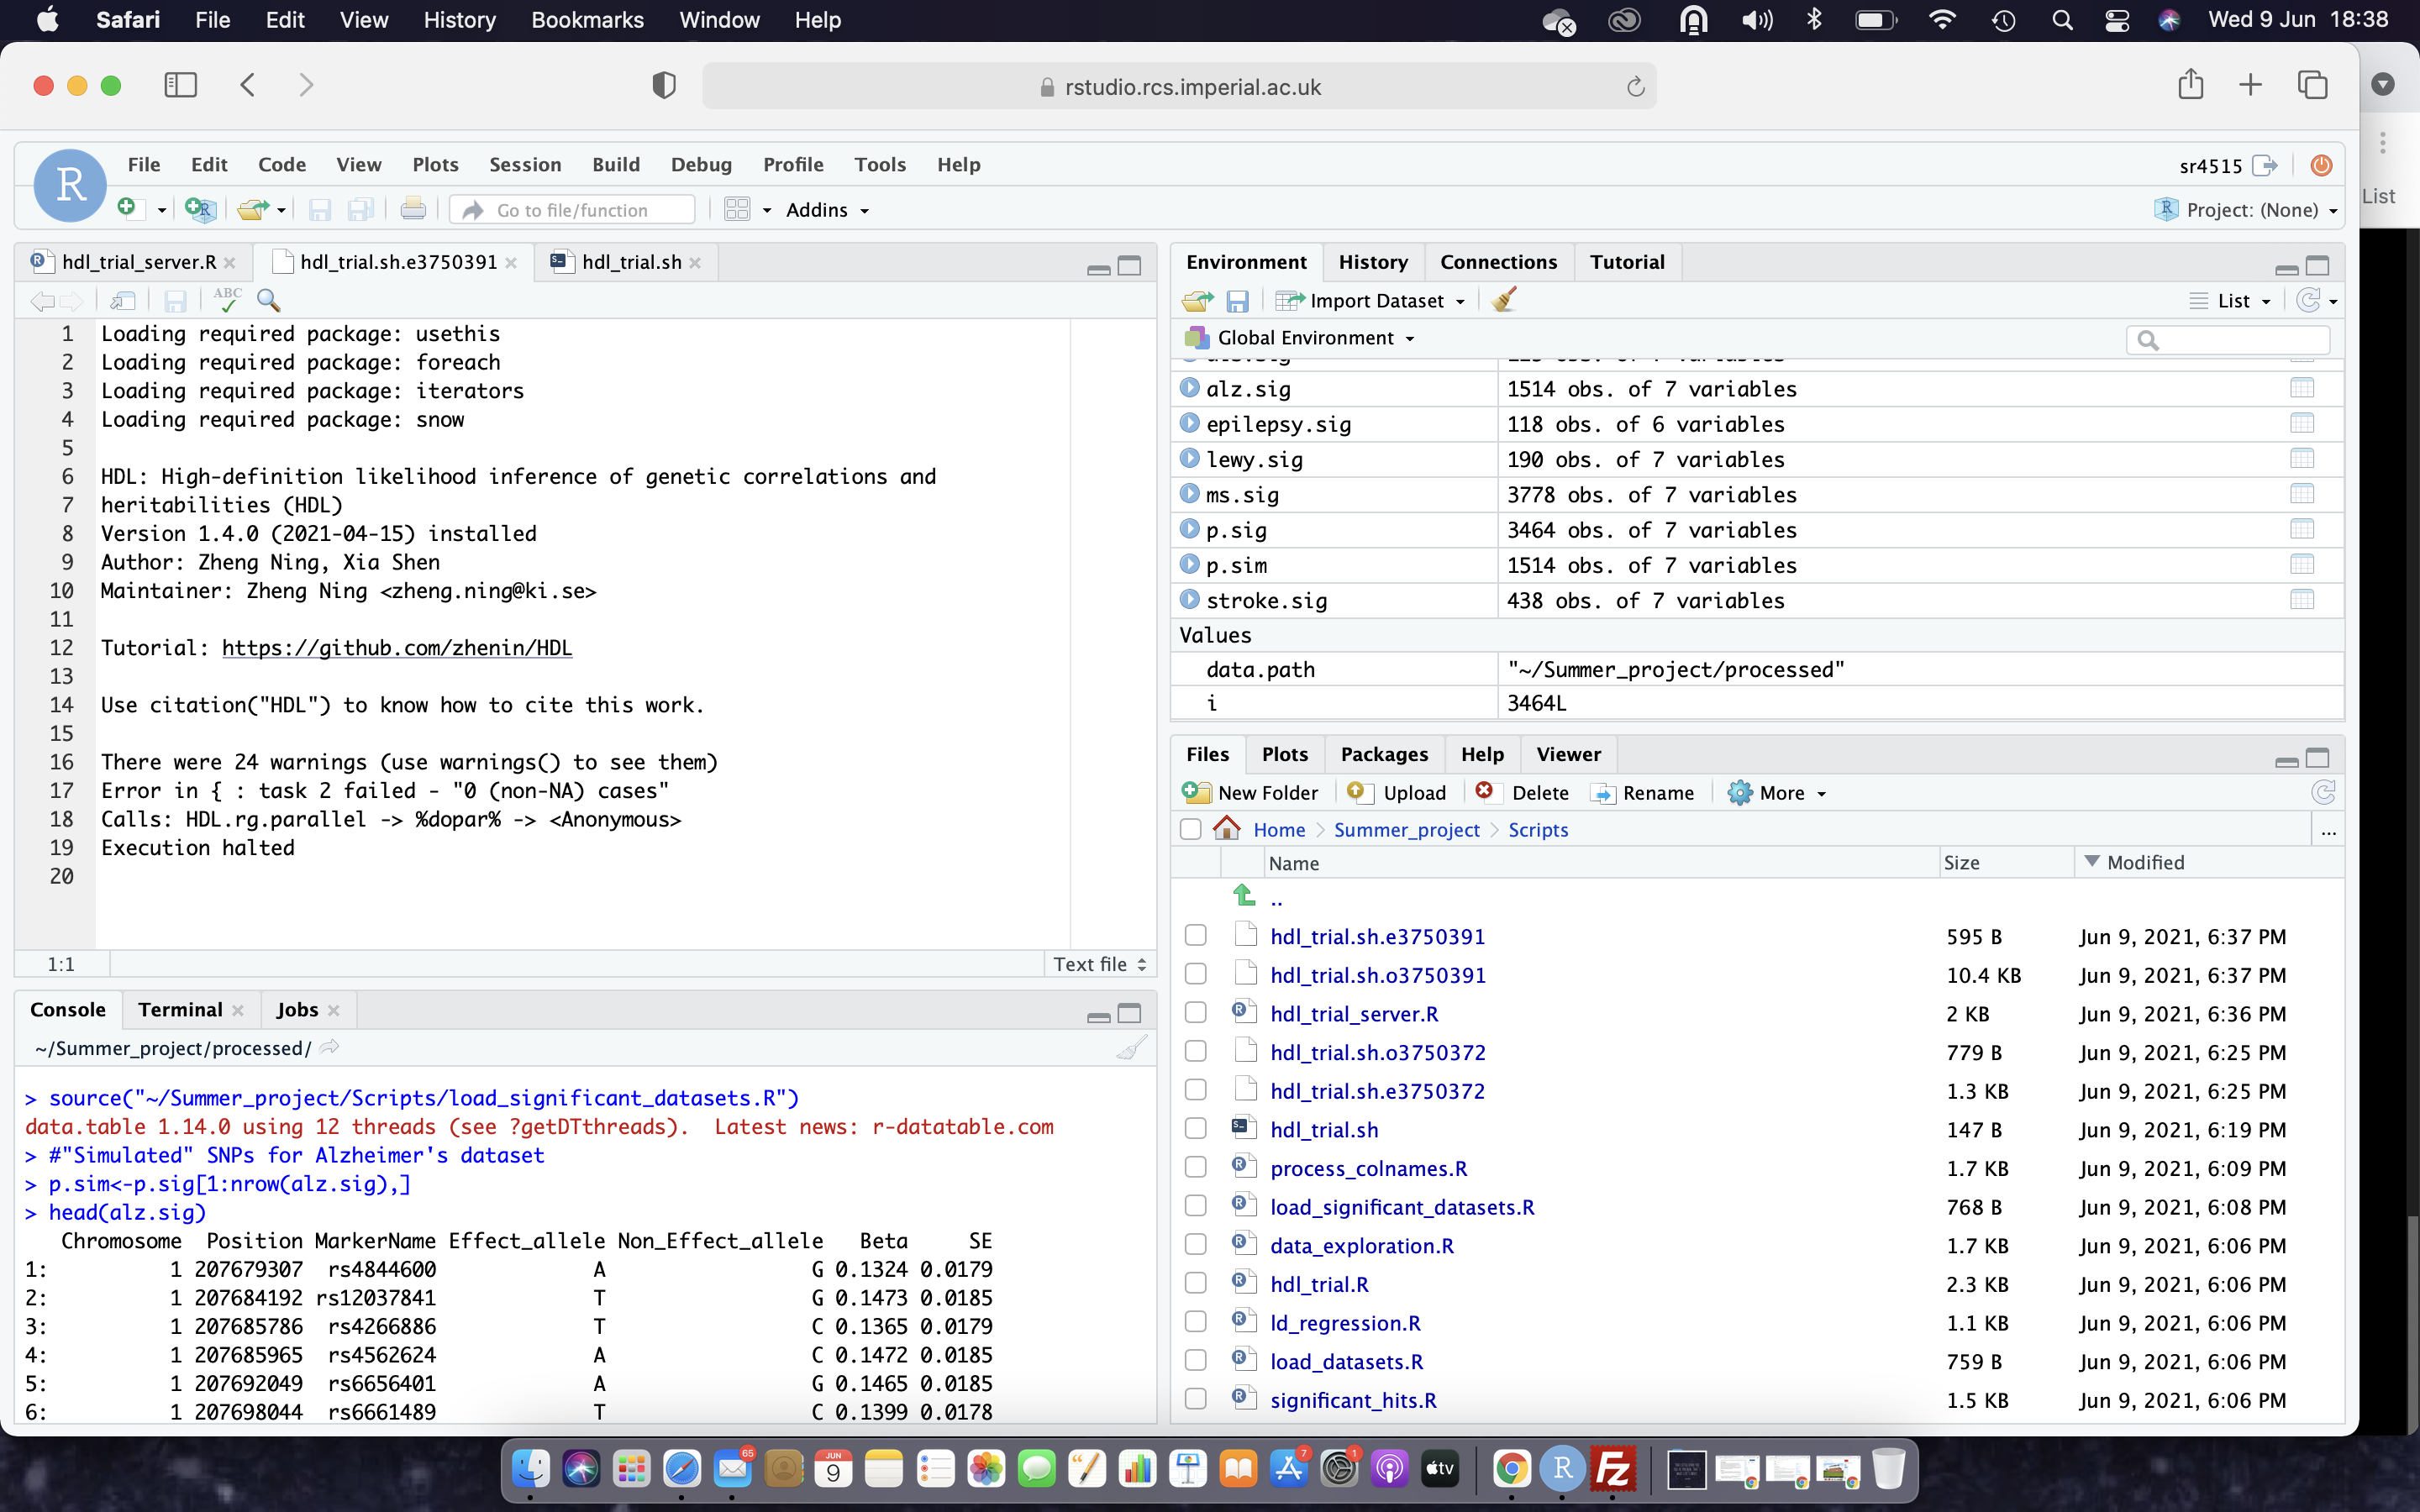 Safari File Edit View History Bookmarks Window Help Wed 9 Jun 18:38
rstudio.rcs.imperial.ac.uk
File Edit Code View Plots Session Build Debug Profile Tools Help sr4515
R Go to file/function Addins Project: (None)
List
hdl_trial_server.R hdl_trial.sh.e3750391 hdl_trial.sh
ABC
1 Loading required package: usethis
2 Loading required package: foreach
3 Loading required package: iterators
4 Loading required package: snow
5
6 HDL: High-definition likelihood inference of genetic correlations and
7 heritabilities (HDL)
8 Version 1.4.0 (2021-04-15) installed
9 Author: Zheng Ning, Xia Shen
10 Maintainer: Zheng Ning <zheng.ning@ki.se>
11
12 Tutorial: https://github.com/zhenin/HDL
13
14 Use citation("HDL") to know how to cite this work.
15
16 There were 24 warnings (use warnings() to see them)
17 Error in { : task 2 failed - "0 (non-NA) cases"
18 Calls: HDL.rg.parallel -> %dopar% -> <Anonymous>
19 Execution halted
20
1:1 Text file
Console Terminal Jobs
~/Summer_project/processed/
> source("~/Summer_project/Scripts/load_significant_datasets.R")
data.table 1.14.0 using 12 threads (see ?getDTthreads).  Latest news: r-datatable.com
> #"Simulated" SNPs for Alzheimer's dataset
> p.sim<-p.sig[1:nrow(alz.sig),]
> head(alz.sig)
Chromosome Position MarkerName Effect_allele Non_Effect_allele Beta SE
1: 1 207679307 rs4844600 A G 0.1324 0.0179
2: 1 207684192 rs12037841 T G 0.1473 0.0185
3: 1 207685786 rs4266886 T C 0.1365 0.0179
4: 1 207685965 rs4562624 A C 0.1472 0.0185
5: 1 207692049 rs6656401 A G 0.1465 0.0185
6: 1 207698044 rs6661489 T C 0.1399 0.0178
Environment History Connections Tutorial
Import Dataset List
Global Environment
alz.sig 1514 obs. of 7 variables
epilepsy.sig 118 obs. of 6 variables
lewy.sig 190 obs. of 7 variables
ms.sig 3778 obs. of 7 variables
p.sig 3464 obs. of 7 variables
p.sim 1514 obs. of 7 variables
stroke.sig 438 obs. of 7 variables
Values
data.path "~/Summer_project/processed"
i 3464L
Files Plots Packages Help Viewer
New Folder Upload Delete Rename More
Home Summer_project Scripts ...
Name Size Modified
..
hdl_trial.sh.e3750391 595 B Jun 9, 2021, 6:37 PM
hdl_trial.sh.o3750391 10.4 KB Jun 9, 2021, 6:37 PM
hdl_trial_server.R 2 KB Jun 9, 2021, 6:36 PM
hdl_trial.sh.o3750372 779 B Jun 9, 2021, 6:25 PM
hdl_trial.sh.e3750372 1.3 KB Jun 9, 2021, 6:25 PM
hdl_trial.sh 147 B Jun 9, 2021, 6:19 PM
process_colnames.R 1.7 KB Jun 9, 2021, 6:09 PM
load_significant_datasets.R 768 B Jun 9, 2021, 6:08 PM
data_exploration.R 1.7 KB Jun 9, 2021, 6:06 PM
hdl_trial.R 2.3 KB Jun 9, 2021, 6:06 PM
ld_regression.R 1.1 KB Jun 9, 2021, 6:06 PM
load_datasets.R 759 B Jun 9, 2021, 6:06 PM
significant_hits.R 1.5 KB Jun 9, 2021, 6:06 PM
65 JUN 9 7 1 tv R Fz